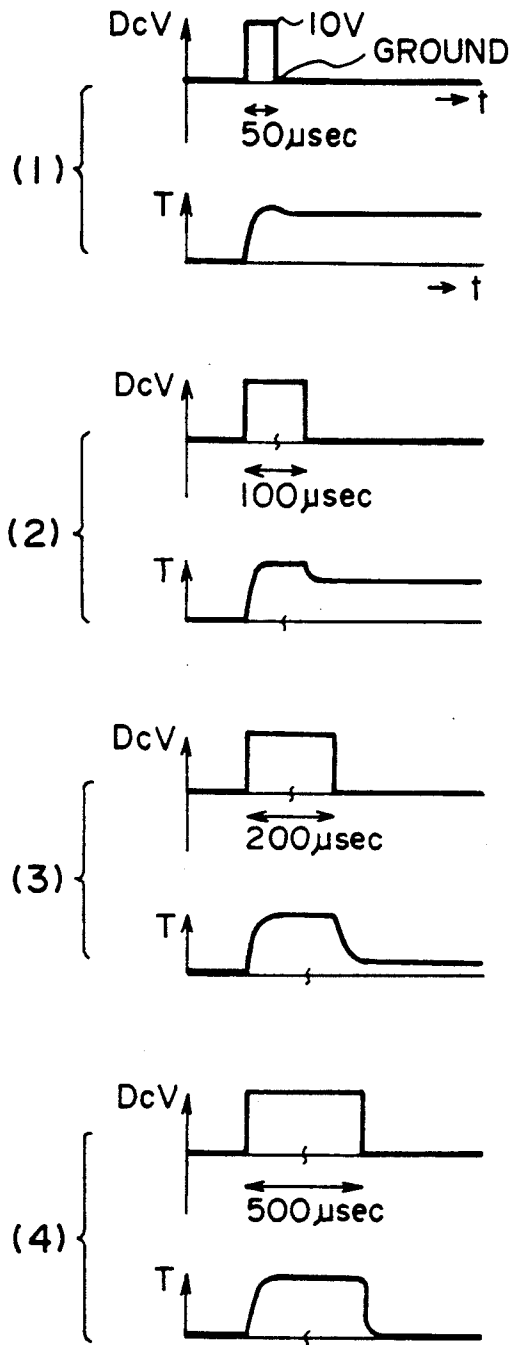 DcV
10V
GROUND
→ t
50μsec
(1)
T
→ t
DcV
100μsec
(2)
T
DcV
200μsec
(3)
T
DcV
500μsec
(4)
T